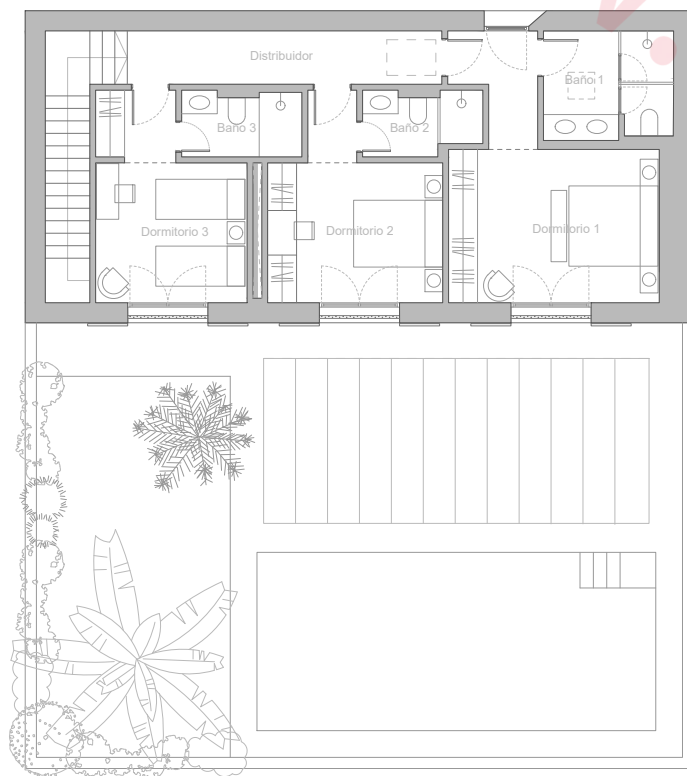 Distribuidor
Baño 1
Baño 3
Baño 2
Dormitorio 3
Dormitorio 2
Dormitorio 1